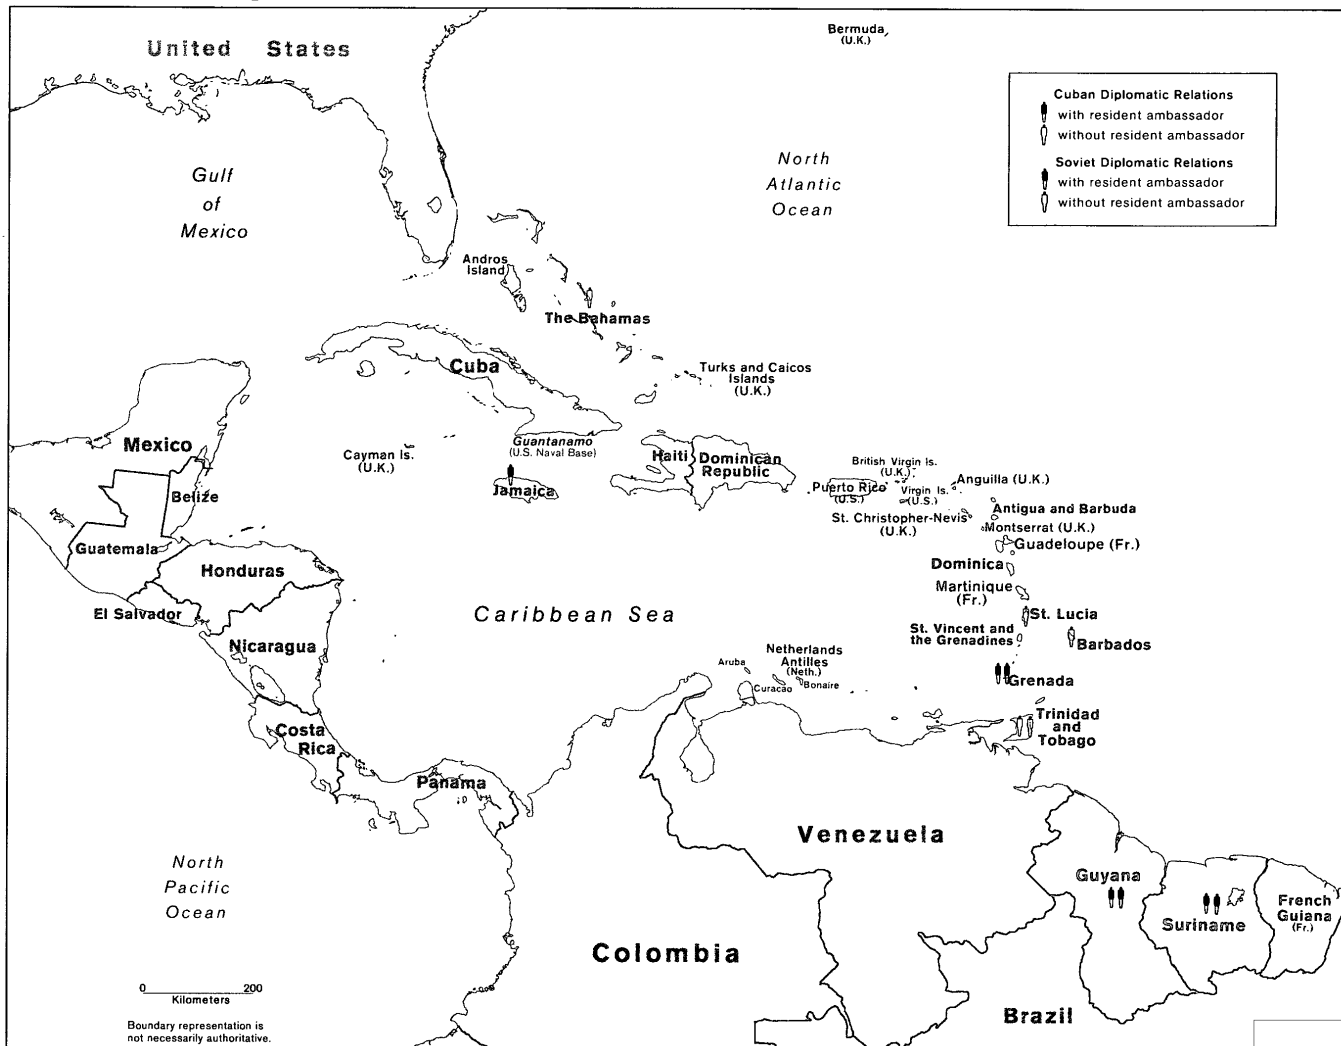 United States
Bermuda
(U.K.)
Cuban Diplomatic Relations
with resident ambassador
without resident ambassador
Soviet Diplomatic Relations
with resident ambassador
without resident ambassador
Gulf
of
Mexico
North
Atlantic
Ocean
Andros
Island
The Bahamas
Cuba
Turks and Caicos
Islands
(U.K.)
Mexico
Cayman Is.
(U.K.)
Guantanamo
(U.S. Naval Base)
Haiti
Dominican
Republic
British Virgin Is.
(U.K.)
Puerto Rico
(U.S.)
Virgin Is.
(U.S.)
Anguilla (U.K.)
Jamaica
Belize
St. Christopher-Nevis
(U.K.)
Antigua and Barbuda
Montserrat (U.K.)
Guadeloupe (Fr.)
Guatemala
Honduras
Dominica
Martinique
(Fr.)
El Salvador
Caribbean Sea
St. Lucia
St. Vincent and
the Grenadines
Barbados
Nicaragua
Netherlands
Antilles
(Neth.)
Aruba
Curacao
Bonaire
Grenada
Costa
Rica
Trinidad
and
Tobago
Panama
Venezuela
North
Pacific
Ocean
Guyana
Suriname
French
Guiana
(Fr.)
Colombia
Brazil
0 200
Kilometers
Boundary representation is
not necessarily authoritative.